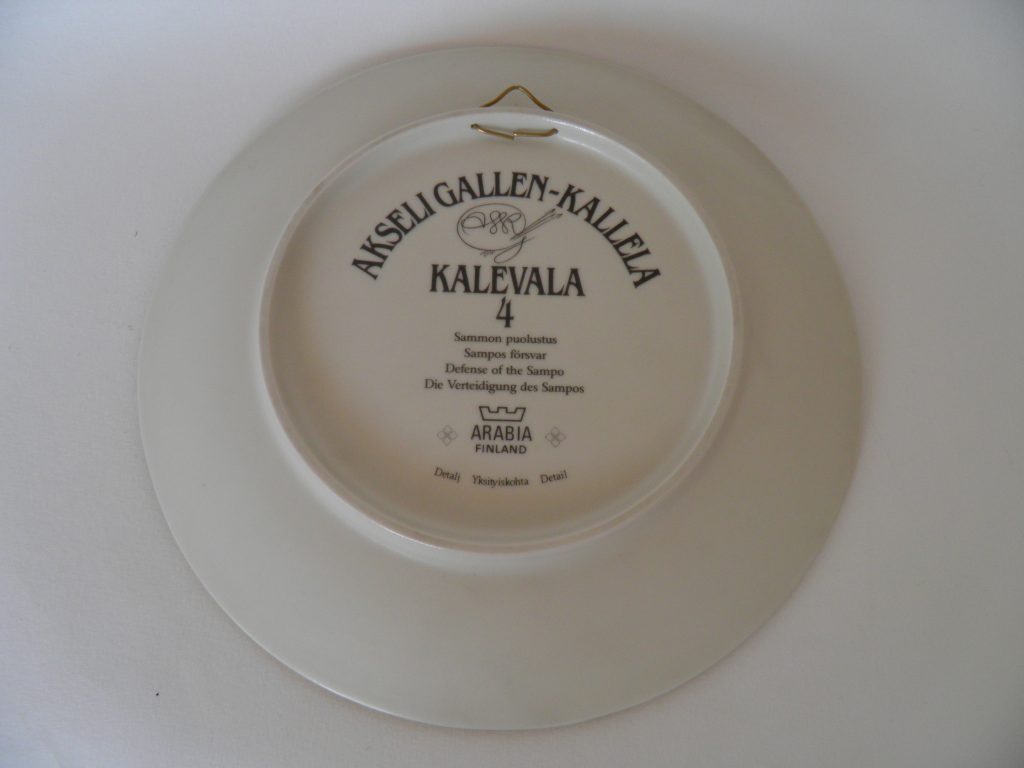 AKSELI GALLEN-KALLELA
KALEVALA
4
Sammon puolustus
Sampos försvar
Defense of the Sampo
Die Verteidigung des Sampos
ARABIA
FINLAND
Detalj Yksityiskohta Detail